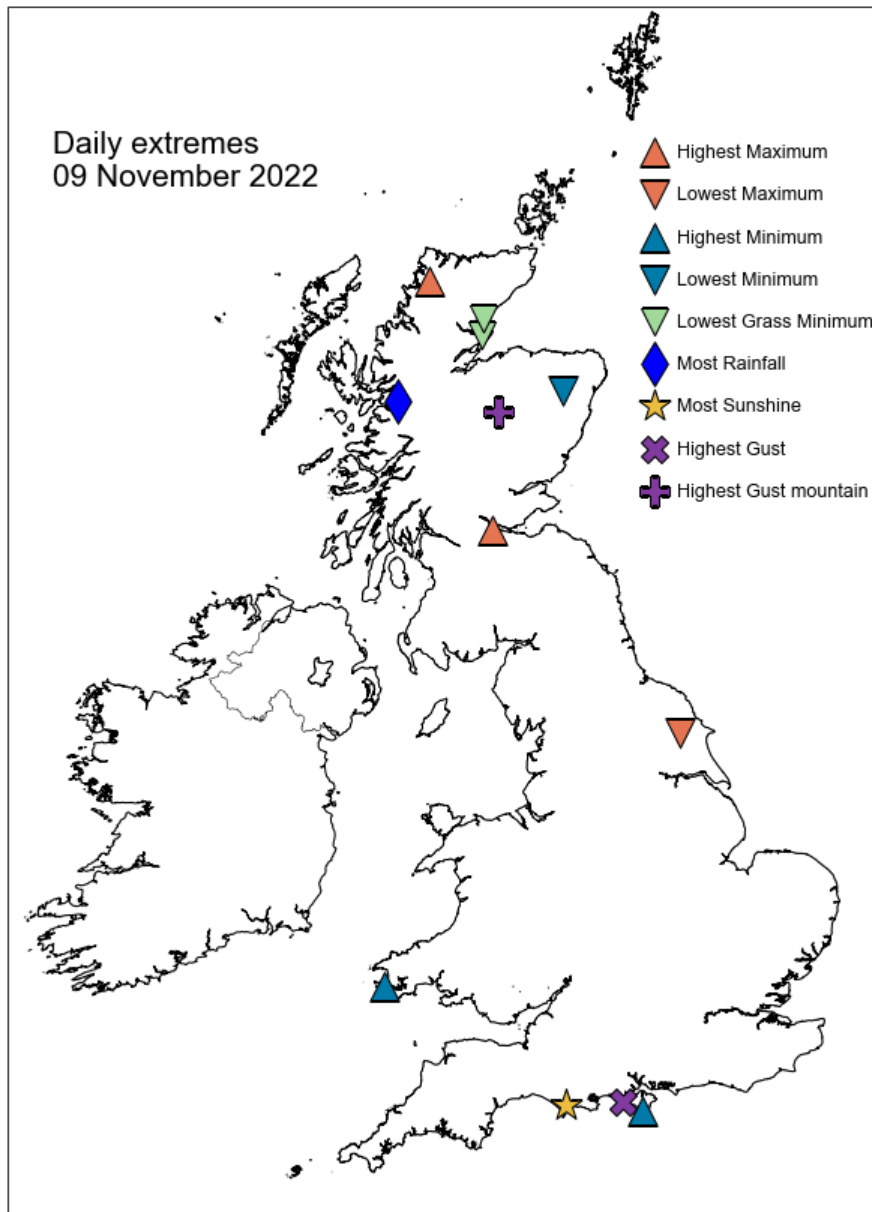 Daily extremes
09 November 2022
Highest Maximum
Lowest Maximum
Highest Minimum
Lowest Minimum
Lowest Grass Minimum
Most Rainfall
Most Sunshine
Highest Gust
Highest Gust mountain